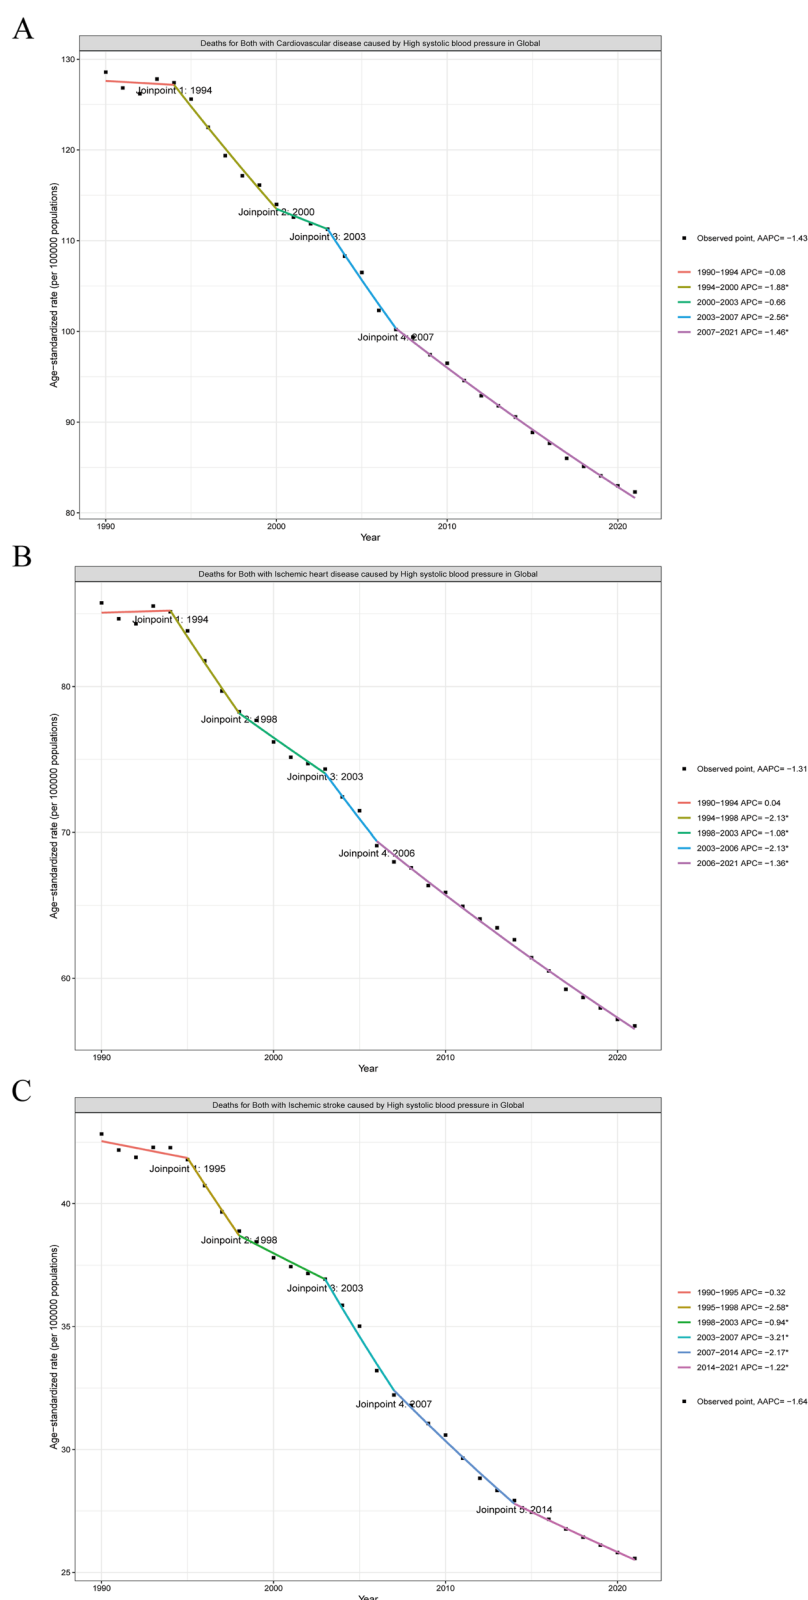 A
Deaths for Both with Cardiovascular disease caused by High systolic blood pressure in Global
Age−standardized rate (per 100000 populations)
130
120
110
100
90
80
Joinpoint 1: 1994
Joinpoint 2: 2000
Joinpoint 3: 2003
Joinpoint 4: 2007
1990
2000
2010
2020
Year
Observed point, AAPC= −1.43
1990−1994 APC= −0.08
1994−2000 APC= −1.88*
2000−2003 APC= −0.66
2003−2007 APC= −2.56*
2007−2021 APC= −1.46*
B
Deaths for Both with Ischemic heart disease caused by High systolic blood pressure in Global
Age−standardized rate (per 100000 populations)
80
70
60
Joinpoint 1: 1994
Joinpoint 2: 1998
Joinpoint 3: 2003
Joinpoint 4: 2006
1990
2000
2010
2020
Year
Observed point, AAPC= −1.31
1990−1994 APC= 0.04
1994−1998 APC= −2.13*
1998−2003 APC= −1.08*
2003−2006 APC= −2.13*
2006−2021 APC= −1.36*
C
Deaths for Both with Ischemic stroke caused by High systolic blood pressure in Global
Age−standardized rate (per 100000 populations)
40
35
30
25
Joinpoint 1: 1995
Joinpoint 2: 1998
Joinpoint 3: 2003
Joinpoint 4: 2007
Joinpoint 5: 2014
1990
2000
2010
2020
Year
1990−1995 APC= −0.32
1995−1998 APC= −2.58*
1998−2003 APC= −0.94*
2003−2007 APC= −3.21*
2007−2014 APC= −2.17*
2014−2021 APC= −1.22*
Observed point, AAPC= −1.64